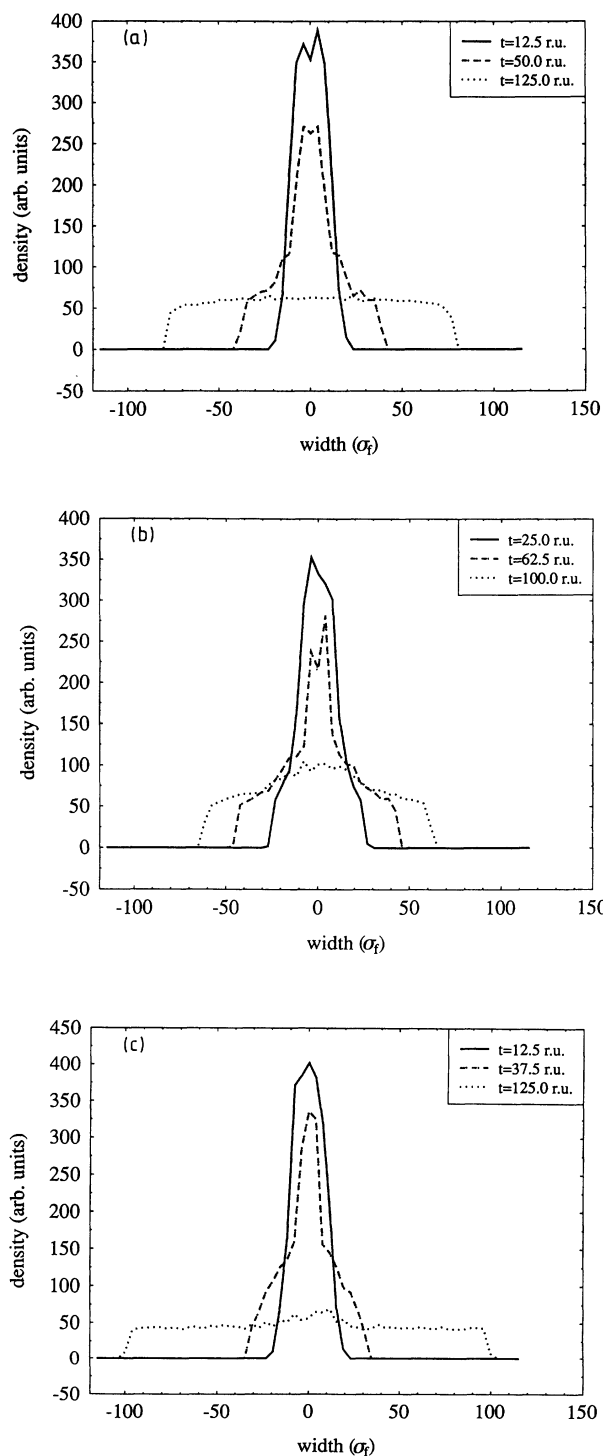 (a)
t=12.5 r.u.
t=50.0 r.u.
t=125.0 r.u.
400
350
300
250
200
150
100
50
0
-50
density (arb. units)
-100 -50 0 50 100 150
width (σf)
(b)
t=25.0 r.u.
t=62.5 r.u.
t=100.0 r.u.
400
350
300
250
200
150
100
50
0
-50
density (arb. units)
-100 -50 0 50 100 150
width (σf)
(c)
t=12.5 r.u.
t=37.5 r.u.
t=125.0 r.u.
450
400
350
300
250
200
150
100
50
0
-50
density (arb. units)
-100 -50 0 50 100 150
width (σf)